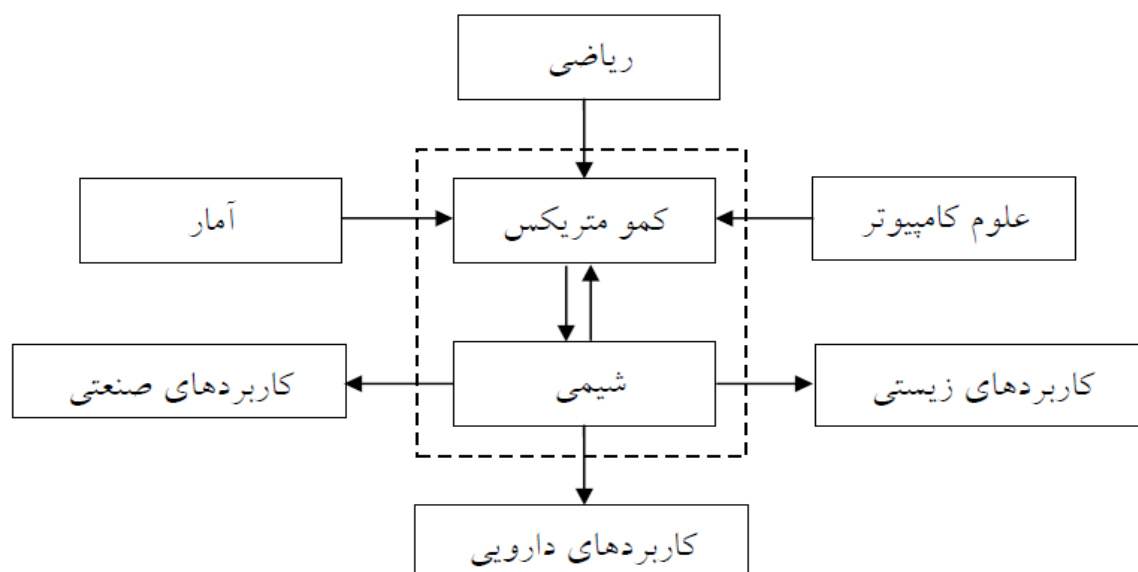 ریاضی
علوم کامپیوتر
کمو متریکس
آمار
کاربردهای زیستی
شیمی
کاربردهای صنعتی
کاربردهای دارویی